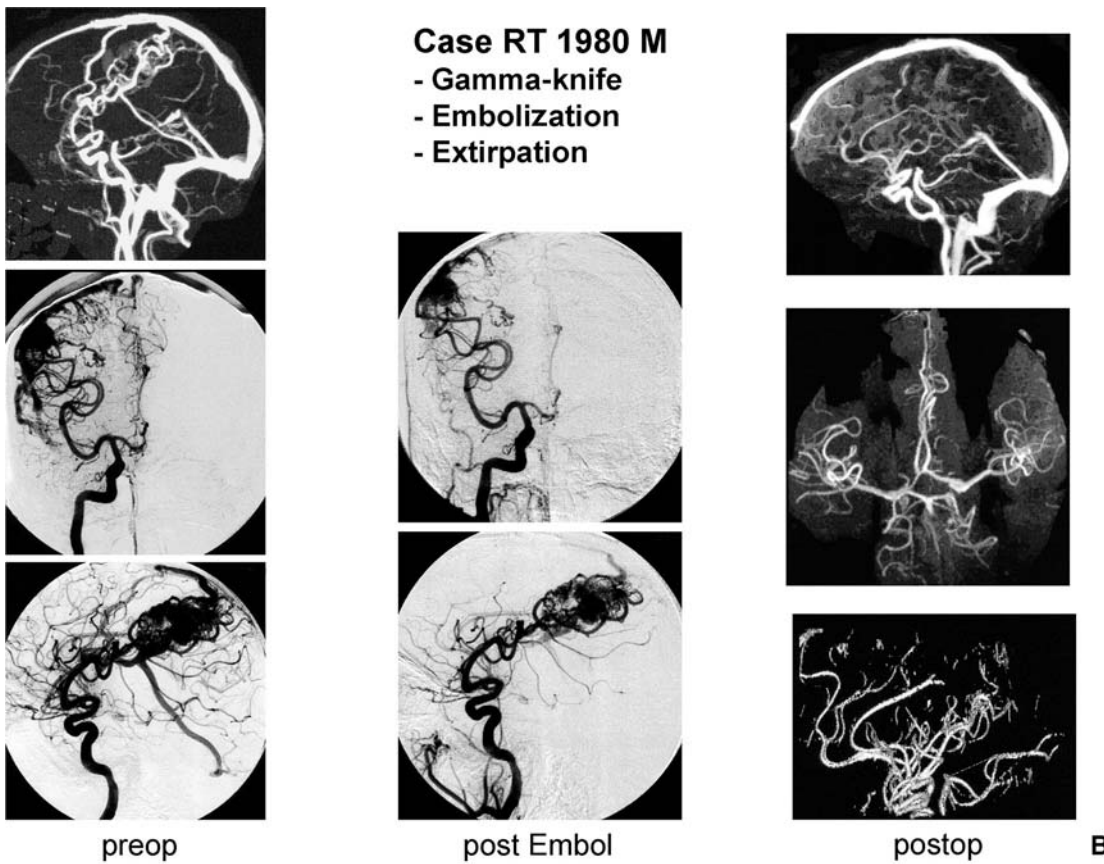 Case RT 1980 M
- Gamma-knife
- Embolization
- Extirpation
preop
post Embol
postop
B